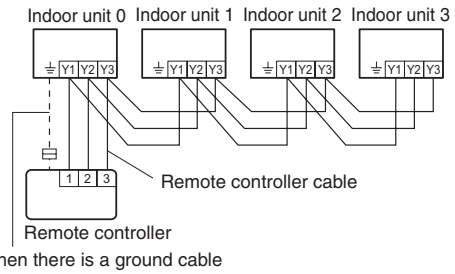 Indoor unit 0 Indoor unit 1 Indoor unit 2 Indoor unit 3
Y1 Y2 Y3 Y1 Y2 Y3 Y1 Y2 Y3 Y1 Y2 Y3
1 2 3
Remote controller cable
Remote controller
there is a ground cable